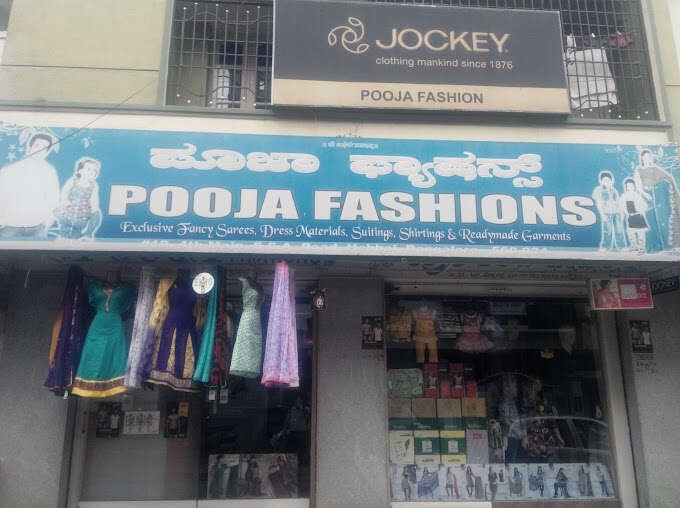 JOCKEY
clothing mankind since 1876
POOJA FASHION
ಪೂಜಾ ಫ್ಯಾಷನ್ಸ್
POOJA FASHIONS
Exclusive Fancy Sarees, Dress Materials, Suitings, Shirtings & Readymade Garments